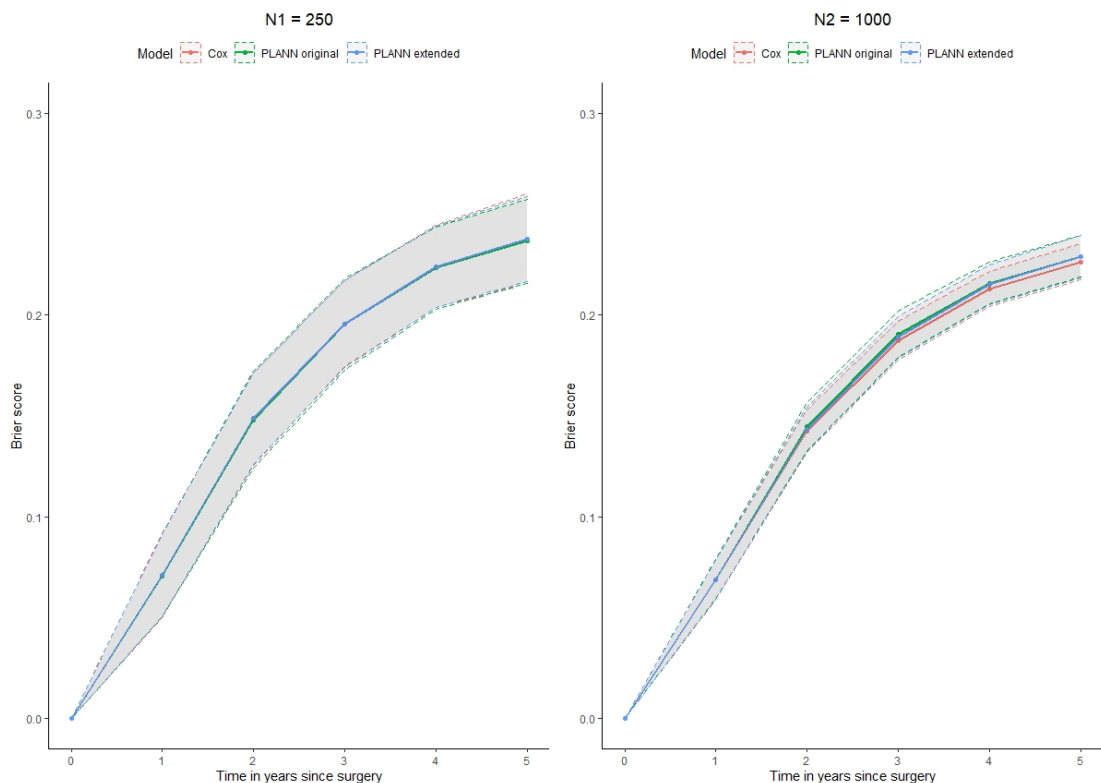 N1 = 250
Model Cox PLANN original PLANN extended
0.3
0.2
0.1
0.0
Brier score
0 1 2 3 4 5
Time in years since surgery
N2 = 1000
Model Cox PLANN original PLANN extended
0.3
0.2
0.1
0.0
Brier score
0 1 2 3 4 5
Time in years since surgery